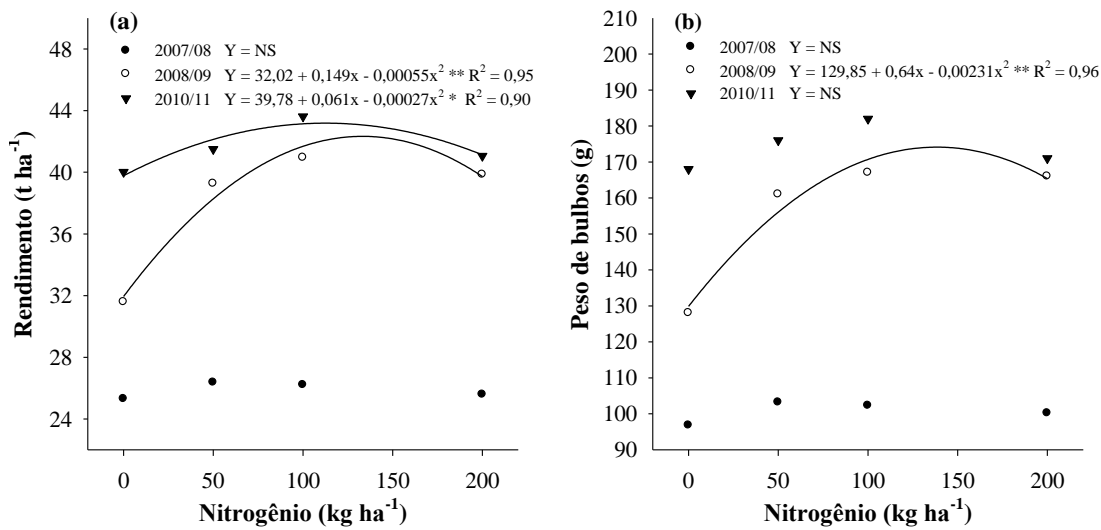 (a)
2007/08 Y = NS
2008/09 Y = 32,02 + 0,149x - 0,00055x² ** R² = 0,95
2010/11 Y = 39,78 + 0,061x - 0,00027x² * R² = 0,90
48
44
40
36
32
28
24
Rendimento (t ha⁻¹)
0 50 100 150 200
Nitrogênio (kg ha⁻¹)
(b)
2007/08 Y = NS
2008/09 Y = 129,85 + 0,64x - 0,00231x² ** R² = 0,96
2010/11 Y = NS
210
200
190
180
170
160
150
140
130
120
110
100
90
Peso de bulbos (g)
0 50 100 150 200
Nitrogênio (kg ha⁻¹)